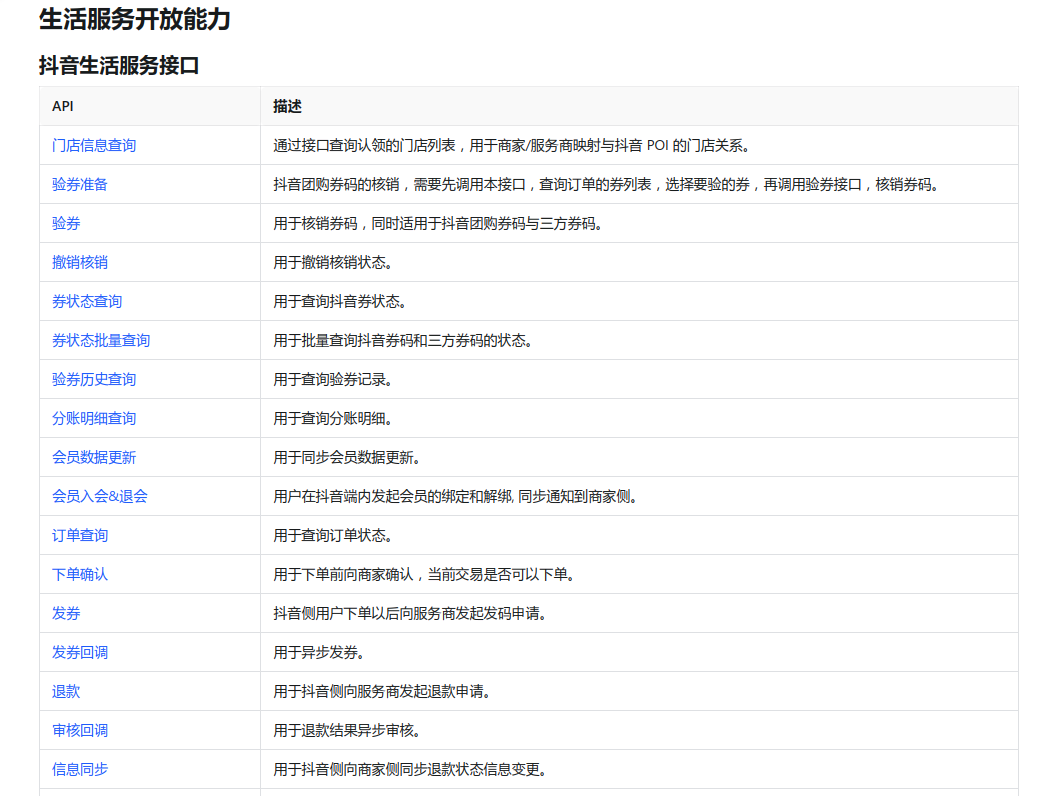 生活服务开放能力
抖音生活服务接口
API 描述
门店信息查询 通过接口查询认领的门店列表，用于商家/服务商映射与抖音 POI 的门店关系。
验券准备 抖音团购券码的核销，需要先调用本接口，查询订单的券列表，选择要验的券，再调用验券接口，核销券码。
验券 用于核销券码，同时适用于抖音团购券码与三方券码。
撤销核销 用于撤销核销状态。
券状态查询 用于查询抖音券状态。
券状态批量查询 用于批量查询抖音券码和三方券码的状态。
验券历史查询 用于查询验券记录。
分账明细查询 用于查询分账明细。
会员数据更新 用于同步会员数据更新。
会员入会&退会 用户在抖音端内发起会员的绑定和解绑, 同步通知到商家侧。
订单查询 用于查询订单状态。
下单确认 用于下单前向商家确认，当前交易是否可以下单。
发券 抖音侧用户下单以后向服务商发起发码申请。
发券回调 用于异步发券。
退款 用于抖音侧向服务商发起退款申请。
审核回调 用于退款结果异步审核。
信息同步 用于抖音侧向商家侧同步退款状态信息变更。